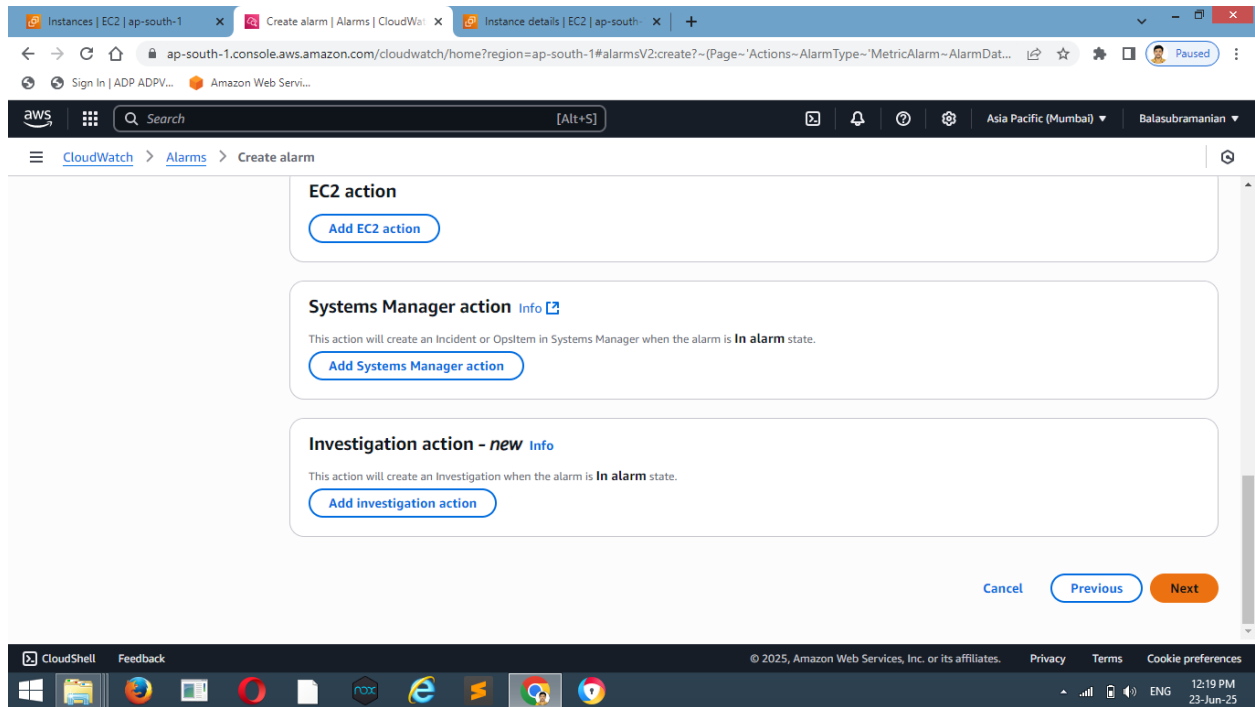 Instances | EC2 | ap-south-1
Create alarm | Alarms | CloudWat
Instance details | EC2 | ap-south-
ap-south-1.console.aws.amazon.com/cloudwatch/home?region=ap-south-1#alarmsV2:create?~(Page~'Actions~AlarmType~'MetricAlarm~AlarmDat...
Paused
Sign In | ADP ADPV...
Amazon Web Servi...
aws
Search
[Alt+S]
Asia Pacific (Mumbai)
Balasubramanian
CloudWatch > Alarms > Create alarm
EC2 action
Add EC2 action
Systems Manager action Info
This action will create an Incident or OpsItem in Systems Manager when the alarm is In alarm state.
Add Systems Manager action
Investigation action - new Info
This action will create an Investigation when the alarm is In alarm state.
Add investigation action
Cancel
Previous
Next
CloudShell
Feedback
© 2025, Amazon Web Services, Inc. or its affiliates.
Privacy
Terms
Cookie preferences
nox
ENG
12:19 PM
23-Jun-25